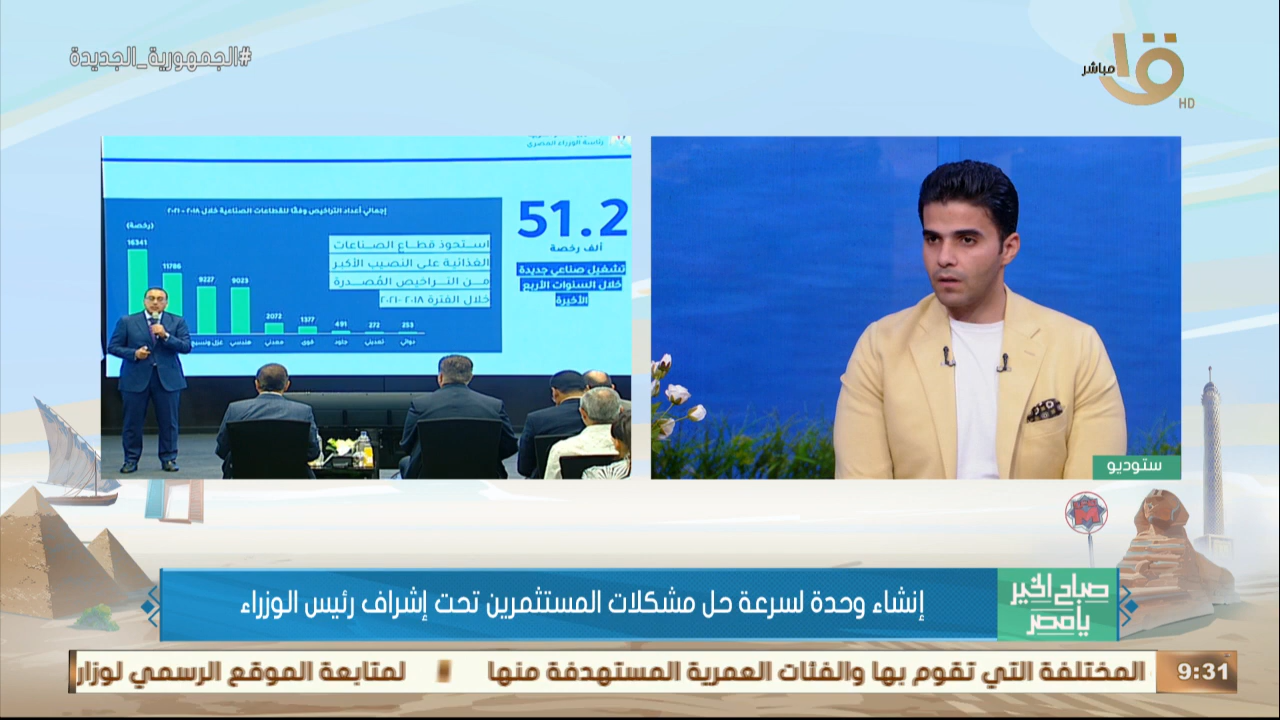 #الجمهورية_الجديدة
مباشر
HD
رئاسة الوزراء المصري
إجمالي أعداد التراخيص وفقًا للقطاعات الصناعية خلال ٢٠١٨ - ٢٠٢١
(رخصة)
51.2
ألف رخصة
تشغيل صناعي جديدة
خلال السنوات الأربع
الأخيرة
استحوذ قطاع الصناعات
الغذائية على النصيب الأكبر
من التراخيص المُصدرة
خلال الفترة ٢٠١٨-٢٠٢١
16341 11786 9227 9023 2072 1377 491 272 253
غزل ونسيج هندسي معدني جلود تعديني دوائي
ستوديو
صباح الخير
يا مصر
إنشاء وحدة لسرعة حل مشكلات المستثمرين تحت إشراف رئيس الوزراء
9:31
المختلفة التي تقوم بها والفئات العمرية المستهدفة منها لمتابعة الموقع الرسمي لوزار